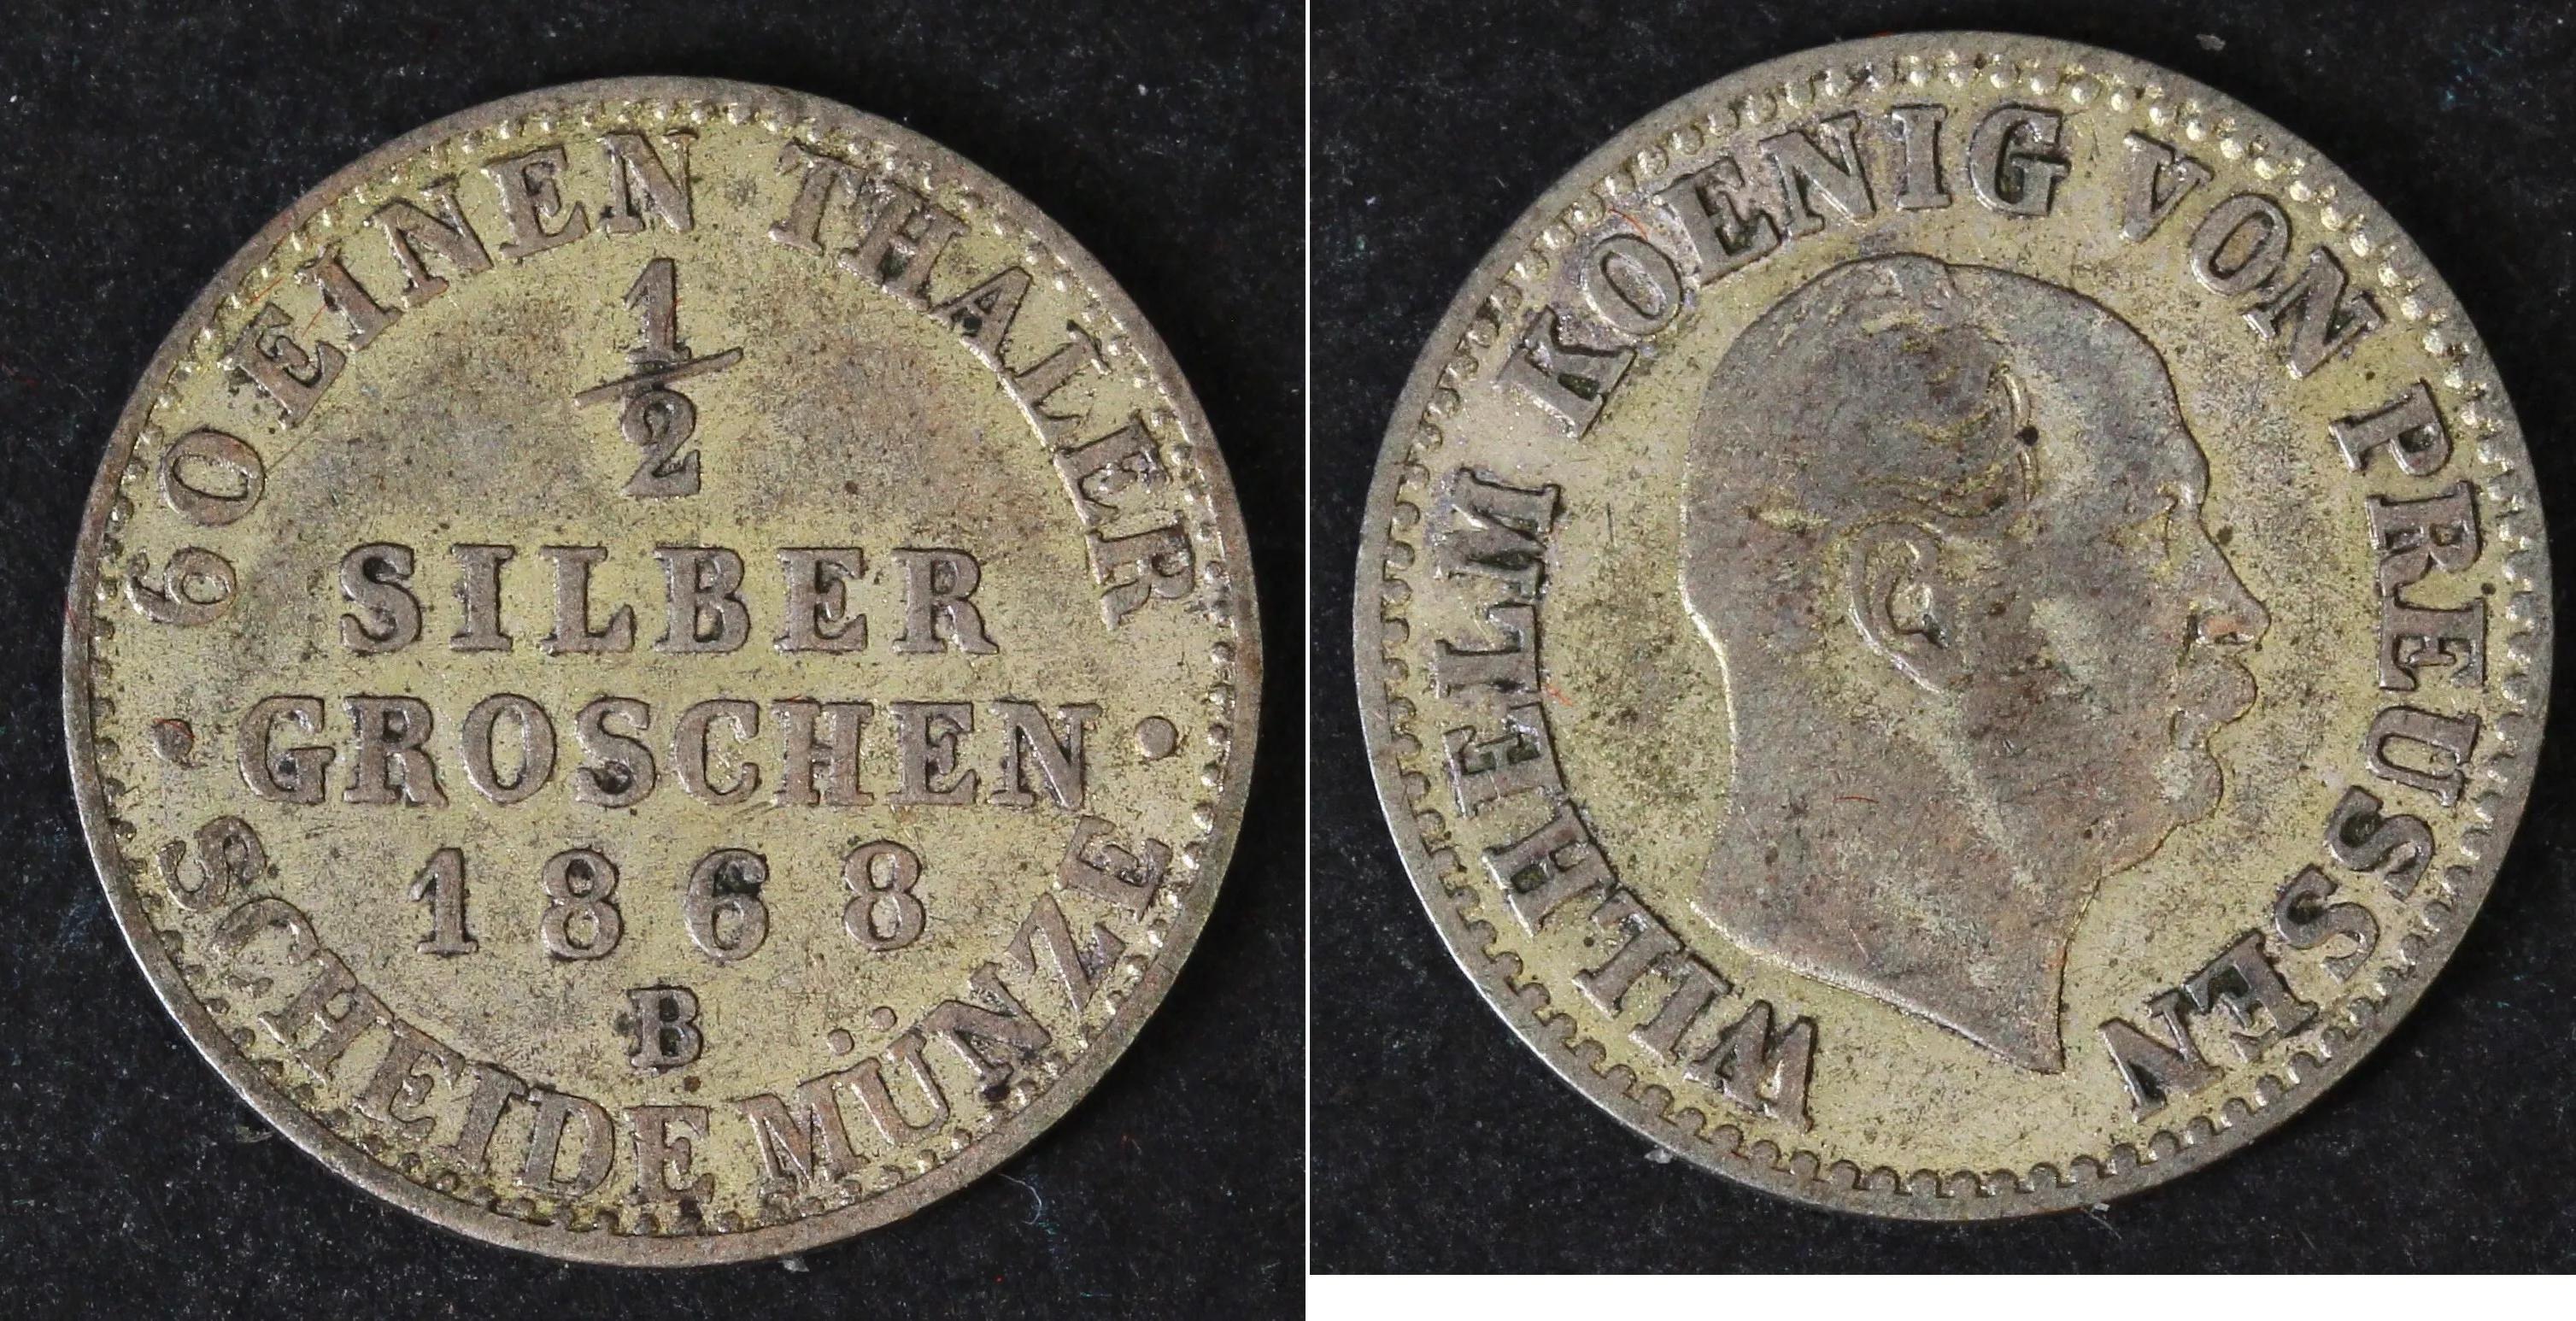 60 EINEN THALER
1/2
SILBER
GROSCHEN
1868
B
SCHEIDE MÜNZE
WILHELM KOENIG VON PREUSSEN